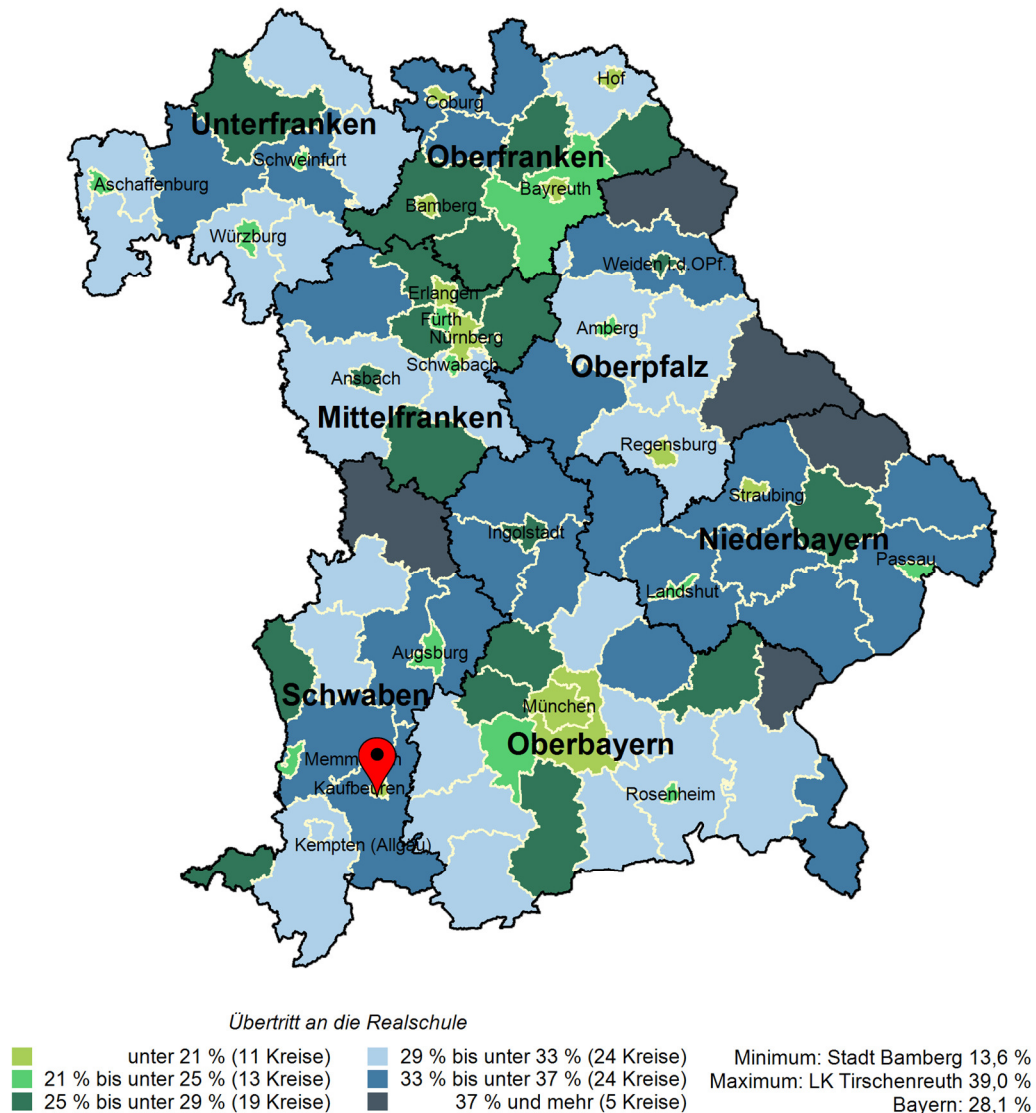 Hof
Coburg
Unterfranken
Schweinfurt
Oberfranken
Aschaffenburg
Bayreuth
Bamberg
Würzburg
Weiden i.d.OPf.
Erlangen
Fürth
Amberg
Nürnberg
Schwabach
Oberpfalz
Ansbach
Mittelfranken
Regensburg
Straubing
Ingolstadt
Niederbayern
Passau
Landshut
Augsburg
Schwaben
München
Oberbayern
Kaufbeuren
Rosenheim
Kempten (Allgäu)
Übertritt an die Realschule
unter 21 % (11 Kreise)
21 % bis unter 25 % (13 Kreise)
25 % bis unter 29 % (19 Kreise)
29 % bis unter 33 % (24 Kreise)
33 % bis unter 37 % (24 Kreise)
37 % und mehr (5 Kreise)
Minimum: Stadt Bamberg 13,6 %
Maximum: LK Tirschenreuth 39,0 %
Bayern: 28,1 %